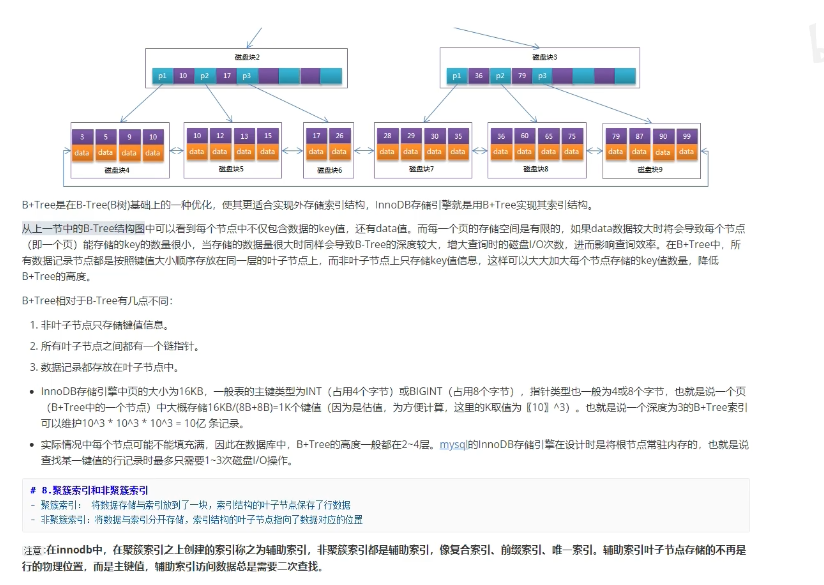 磁盘块2
磁盘块3
p1 10 p2 17 p3
p1 36 p2 79 p3
3 5 9 10
data data data data
磁盘块4
10 12 13 15
data data data data
磁盘块5
17 26
data data
磁盘块6
28 29 30 35
data data data data
磁盘块7
36 60 65 75
data data data data
磁盘块8
79 87 90 99
data data data data
磁盘块9
B+Tree是在B-Tree(B树)基础上的一种优化，使其更适合实现外存储索引结构，InnoDB存储引擎就是用B+Tree实现其索引结构。
从上一节中的B-Tree结构图中可以看到每个节点中不仅包含数据的key值，还有data值。而每一个页的存储空间是有限的，如果data数据较大时将会导致每个节点
（即一个页）能存储的key的数量很小，当存储的数据量很大时同样会导致B-Tree的深度较大，增大查询时的磁盘I/O次数，进而影响查询效率。在B+Tree中，所
有数据记录节点都是按照键值大小顺序存放在同一层的叶子节点上，而非叶子节点上只存储key值信息，这样可以大大加大每个节点存储的key值数量，降低
B+Tree的高度。
B+Tree相对于B-Tree有几点不同：
1. 非叶子节点只存储键值信息。
2. 所有叶子节点之间都有一个链指针。
3. 数据记录都存放在叶子节点中。
• InnoDB存储引擎中页的大小为16KB，一般表的主键类型为INT（占用4个字节）或BIGINT（占用8个字节），指针类型也一般为4或8个字节，也就是说一个页
（B+Tree中的一个节点）中大概存储16KB/(8B+8B)=1K个键值（因为是估值，为方便计算，这里的K取值为〖10〗^3）。也就是说一个深度为3的B+Tree索引
可以维护10^3 * 10^3 * 10^3 = 10亿 条记录。
• 实际情况中每个节点可能不能填充满，因此在数据库中，B+Tree的高度一般都在2~4层。mysql的InnoDB存储引擎在设计时是将根节点常驻内存的，也就是说
查找某一键值的行记录时最多只需要1~3次磁盘I/O操作。
# 8.聚簇索引和非聚簇索引
- 聚簇索引： 将数据存储与索引放到了一块，索引结构的叶子节点保存了行数据
- 非聚簇索引：将数据与索引分开存储，索引结构的叶子节点指向了数据对应的位置
注意:在innodb中，在聚簇索引之上创建的索引称之为辅助索引，非聚簇索引都是辅助索引，像复合索引、前缀索引、唯一索引。辅助索引叶子节点存储的不再是
行的物理位置，而是主键值，辅助索引访问数据总是需要二次查找。